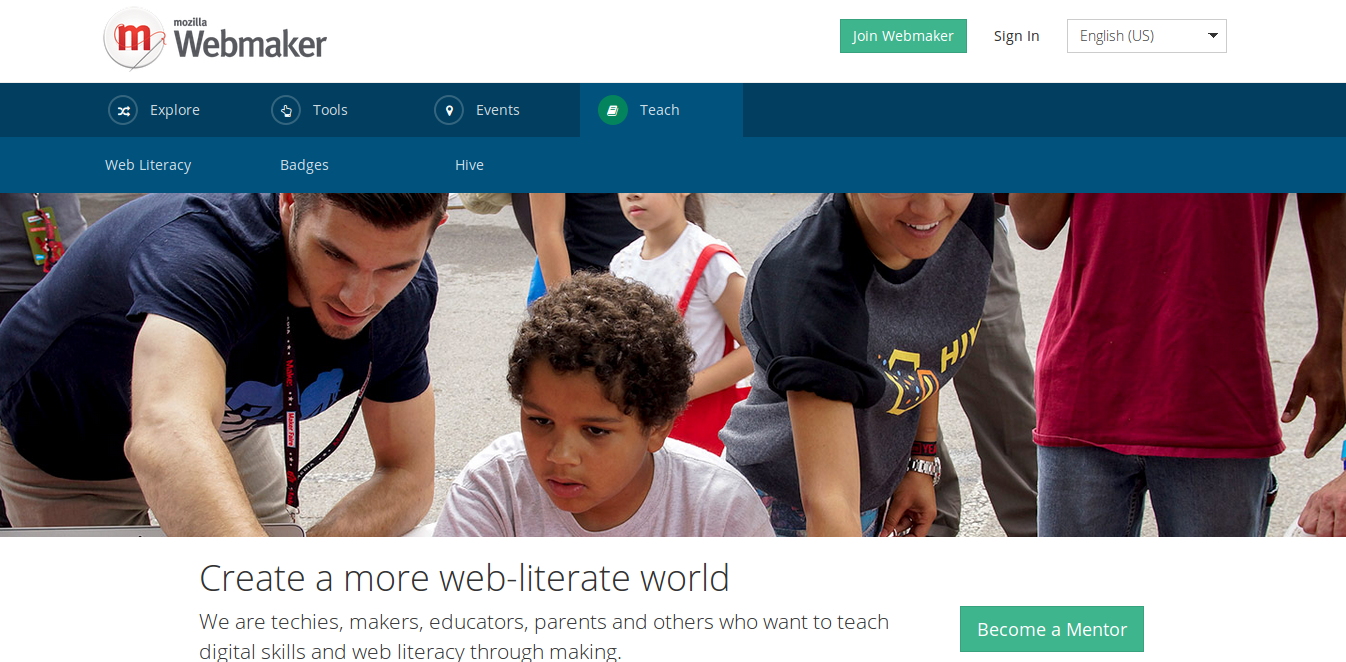 mozilla
Webmaker
Join Webmaker
Sign In
English (US)
Explore
Tools
Events
Teach
Web Literacy
Badges
Hive
HIV
Create a more web-literate world
We are techies, makers, educators, parents and others who want to teach
digital skills and web literacy through making.
Become a Mentor